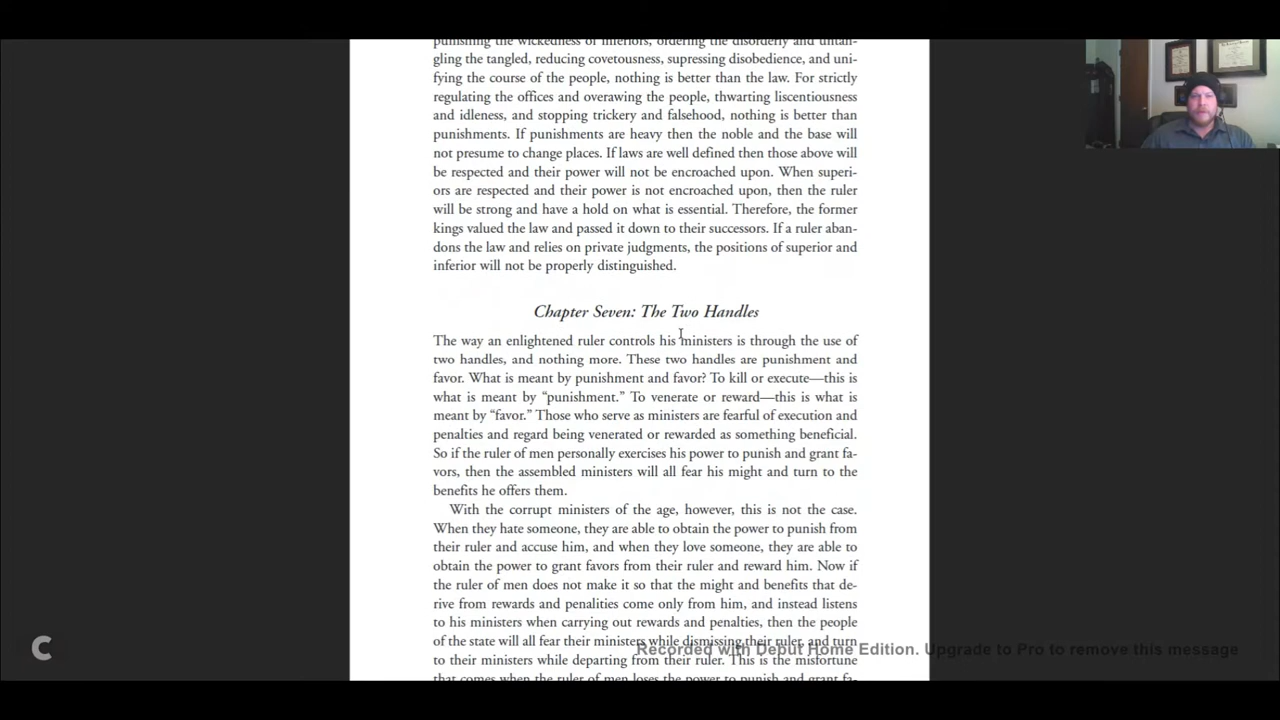 punishing the wickedness of inferiors, ordering the disorderly and untan-
gling the tangled, reducing covetousness, supressing disobedience, and uni-
fying the course of the people, nothing is better than the law. For strictly
regulating the offices and overawing the people, thwarting liscentiousness
and idleness, and stopping trickery and falsehood, nothing is better than
punishments. If punishments are heavy then the noble and the base will
not presume to change places. If laws are well defined then those above will
be respected and their power will not be encroached upon. When superi-
ors are respected and their power is not encroached upon, then the ruler
will be strong and have a hold on what is essential. Therefore, the former
kings valued the law and passed it down to their successors. If a ruler aban-
dons the law and relies on private judgments, the positions of superior and
inferior will not be properly distinguished.
Chapter Seven: The Two Handles
The way an enlightened ruler controls his ministers is through the use of
two handles, and nothing more. These two handles are punishment and
favor. What is meant by punishment and favor? To kill or execute—this is
what is meant by “punishment.” To venerate or reward—this is what is
meant by “favor.” Those who serve as ministers are fearful of execution and
penalties and regard being venerated or rewarded as something beneficial.
So if the ruler of men personally exercises his power to punish and grant fa-
vors, then the assembled ministers will all fear his might and turn to the
benefits he offers them.
With the corrupt ministers of the age, however, this is not the case.
When they hate someone, they are able to obtain the power to punish from
their ruler and accuse him, and when they love someone, they are able to
obtain the power to grant favors from their ruler and reward him. Now if
the ruler of men does not make it so that the might and benefits that de-
rive from rewards and penalities come only from him, and instead listens
to his ministers when carrying out rewards and penalties, then the people
of the state will all fear their ministers while dismissing their ruler, and turn
to their ministers while departing from their ruler. This is the misfortune
that comes when the ruler of men loses the power to punish and grant fa-
C
Recorded with Debut Home Edition. Upgrade to Pro to remove this message